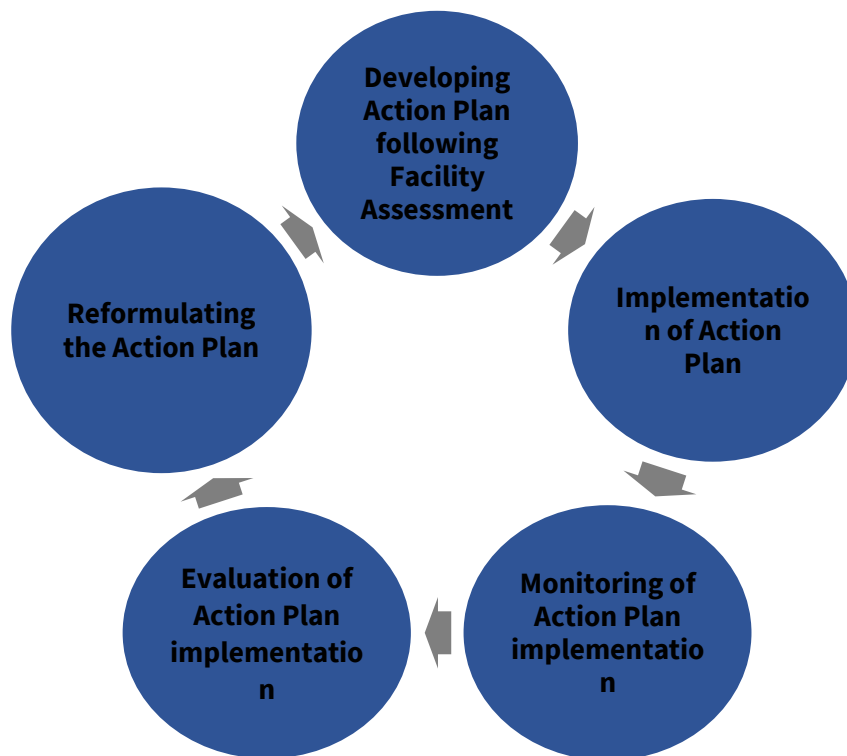 Developing
Action Plan
following
Facility
Assessment
Implementatio
n of Action
Plan
Monitoring of
Action Plan
implementatio
n
Evaluation of
Action Plan
implementatio
n
Reformulating
the Action Plan